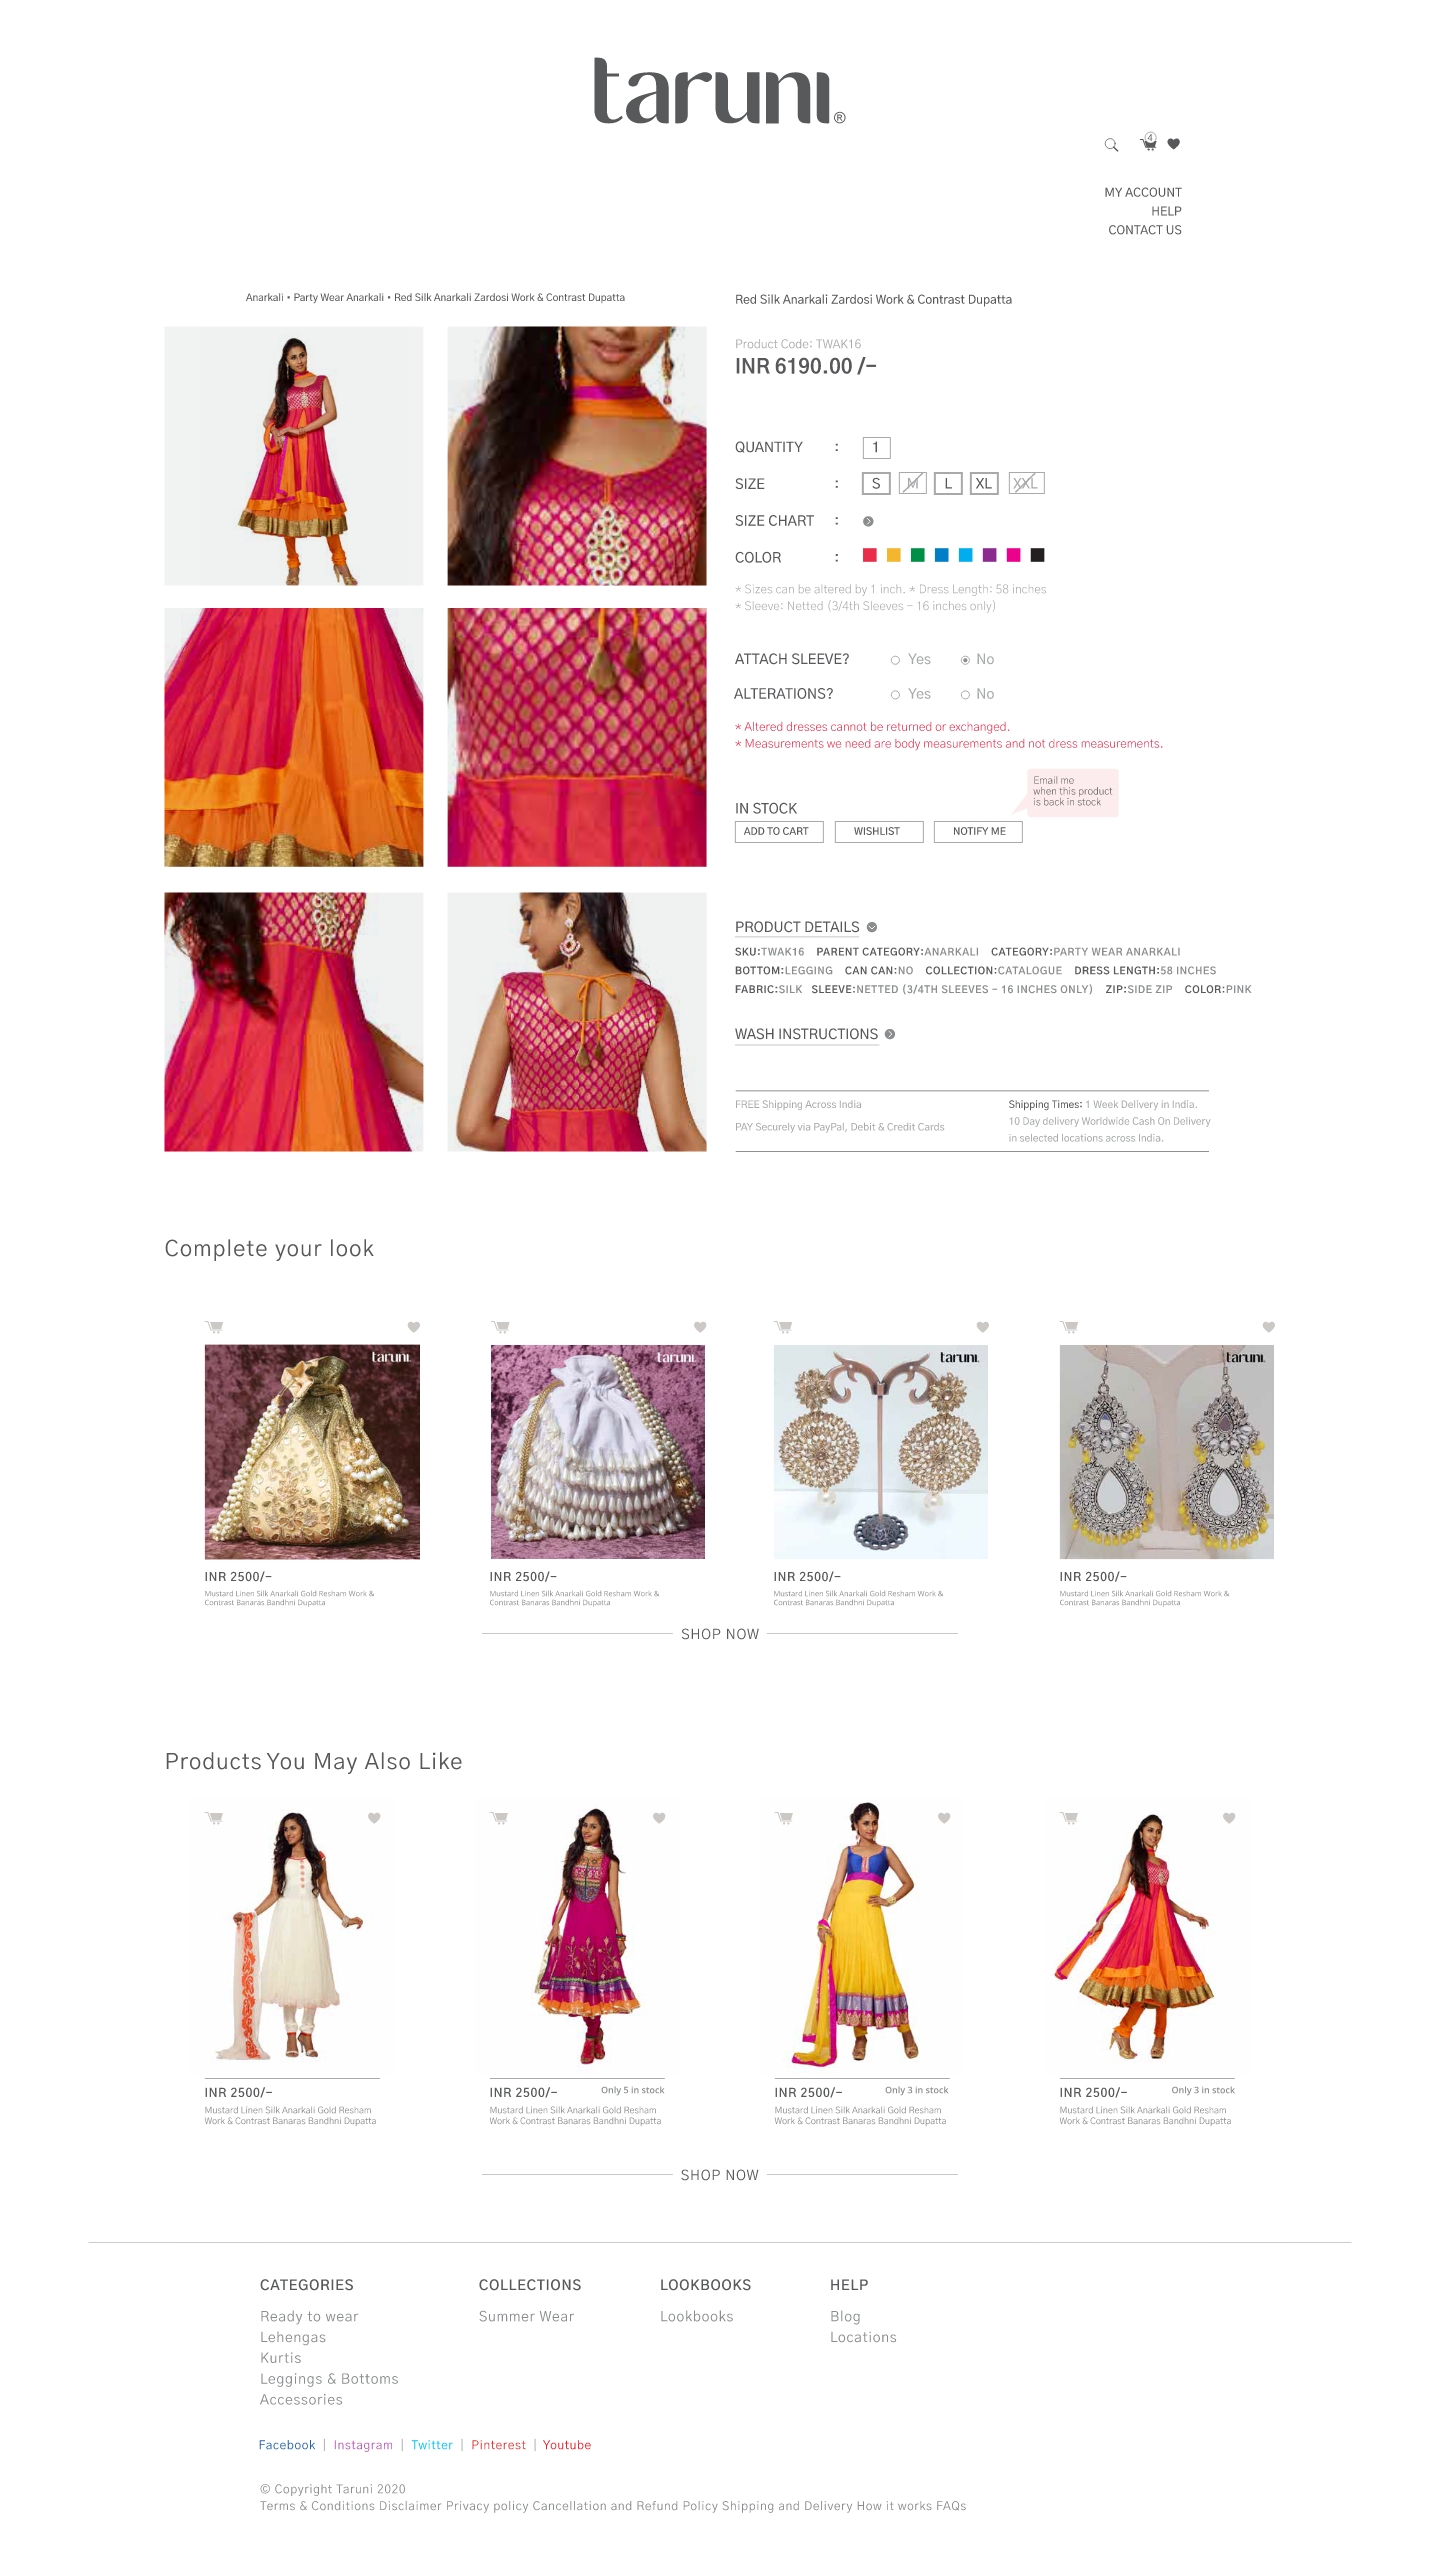 taruni®
4
MY ACCOUNT
HELP
CONTACT US
Anarkali • Party Wear Anarkali • Red Silk Anarkali Zardosi Work & Contrast Dupatta
Red Silk Anarkali Zardosi Work & Contrast Dupatta
Product Code: TWAK16
INR 6190.00 /-
QUANTITY : 1
SIZE : S M L XL XXL
SIZE CHART :
COLOR :
* Sizes can be altered by 1 inch. * Dress Length: 58 inches
* Sleeve: Netted (3/4th Sleeves - 16 inches only)
ATTACH SLEEVE? Yes No
ALTERATIONS? Yes No
* Altered dresses cannot be returned or exchanged.
* Measurements we need are body measurements and not dress measurements.
Email me
when this product
is back in stock
IN STOCK
ADD TO CART WISHLIST NOTIFY ME
PRODUCT DETAILS
SKU:TWAK16 PARENT CATEGORY:ANARKALI CATEGORY:PARTY WEAR ANARKALI
BOTTOM:LEGGING CAN CAN:NO COLLECTION:CATALOGUE DRESS LENGTH:58 INCHES
FABRIC:SILK SLEEVE:NETTED (3/4TH SLEEVES - 16 INCHES ONLY) ZIP:SIDE ZIP COLOR:PINK
WASH INSTRUCTIONS
FREE Shipping Across India
PAY Securely via PayPal, Debit & Credit Cards
Shipping Times: 1 Week Delivery in India.
10 Day delivery Worldwide Cash On Delivery
in selected locations across India.
Complete your look
taruni
taruni
taruni
taruni
INR 2500/-
Mustard Linen Silk Anarkali Gold Resham Work &
Contrast Banaras Bandhni Dupatta
INR 2500/-
Mustard Linen Silk Anarkali Gold Resham Work &
Contrast Banaras Bandhni Dupatta
INR 2500/-
Mustard Linen Silk Anarkali Gold Resham Work &
Contrast Banaras Bandhni Dupatta
INR 2500/-
Mustard Linen Silk Anarkali Gold Resham Work &
Contrast Banaras Bandhni Dupatta
SHOP NOW
Products You May Also Like
INR 2500/-
Mustard Linen Silk Anarkali Gold Resham
Work & Contrast Banaras Bandhni Dupatta
INR 2500/- Only 5 in stock
Mustard Linen Silk Anarkali Gold Resham
Work & Contrast Banaras Bandhni Dupatta
INR 2500/- Only 3 in stock
Mustard Linen Silk Anarkali Gold Resham
Work & Contrast Banaras Bandhni Dupatta
INR 2500/- Only 3 in stock
Mustard Linen Silk Anarkali Gold Resham
Work & Contrast Banaras Bandhni Dupatta
SHOP NOW
CATEGORIES
Ready to wear
Lehengas
Kurtis
Leggings & Bottoms
Accessories
COLLECTIONS
Summer Wear
LOOKBOOKS
Lookbooks
HELP
Blog
Locations
Facebook | Instagram | Twitter | Pinterest | Youtube
© Copyright Taruni 2020
Terms & Conditions Disclaimer Privacy policy Cancellation and Refund Policy Shipping and Delivery How it works FAQs